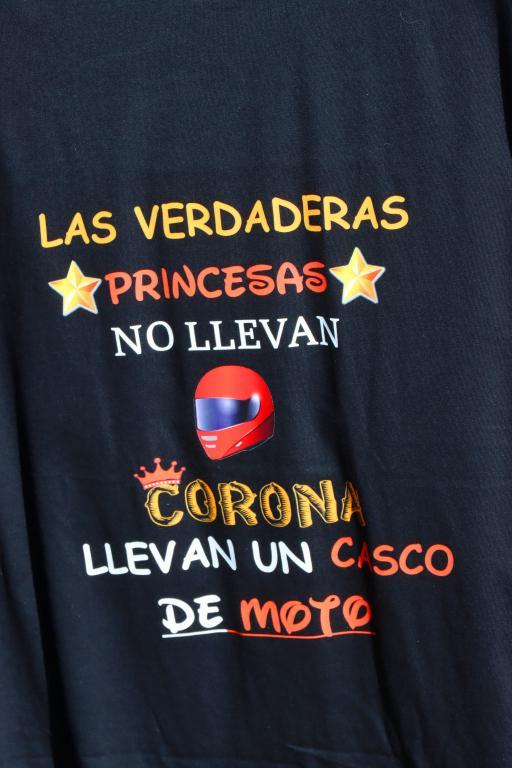 LAS VERDADERAS
PRINCESAS
NO LLEVAN
CORONA
LLEVAN UN CASCO
DE MOTO